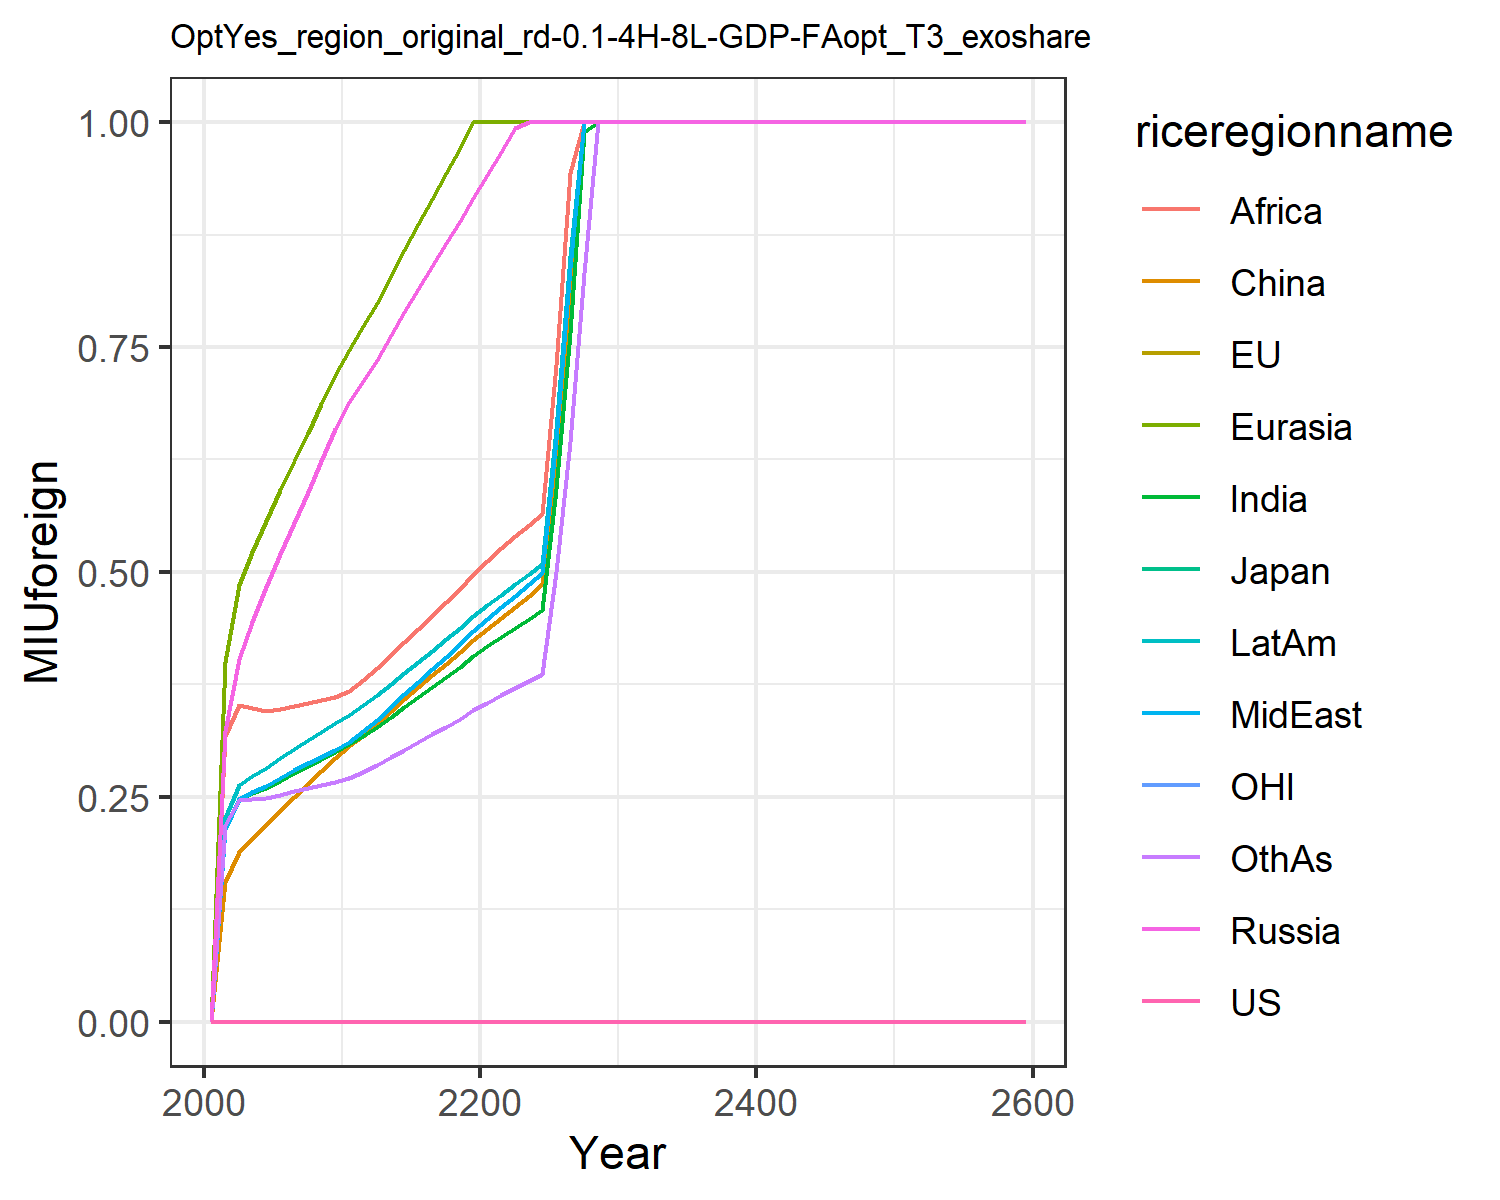 OptYes_region_original_rd-0.1-4H-8L-GDP-FAopt_T3_exoshare
MIUforeign
1.00
0.75
0.50
0.25
0.00
2000 2200 2400 2600
Year
riceregionname
Africa
China
EU
Eurasia
India
Japan
LatAm
MidEast
OHI
OthAs
Russia
US